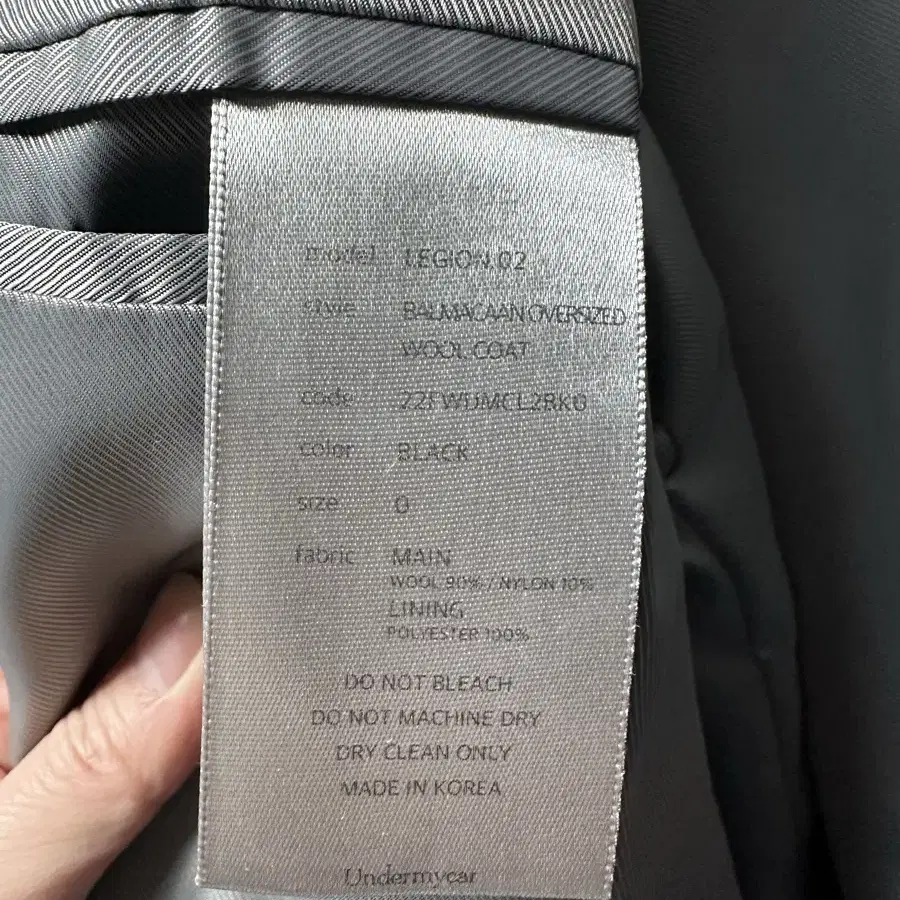 model LEGION.02
style BALMACAAN OVERSIZED
WOOL COAT
code
color BLACK
size 0
fabric MAIN
WOOL 90% / NYLON 10%
LINING
POLYESTER 100%
DO NOT BLEACH
DO NOT MACHINE DRY
DRY CLEAN ONLY
MADE IN KOREA
Undermycar